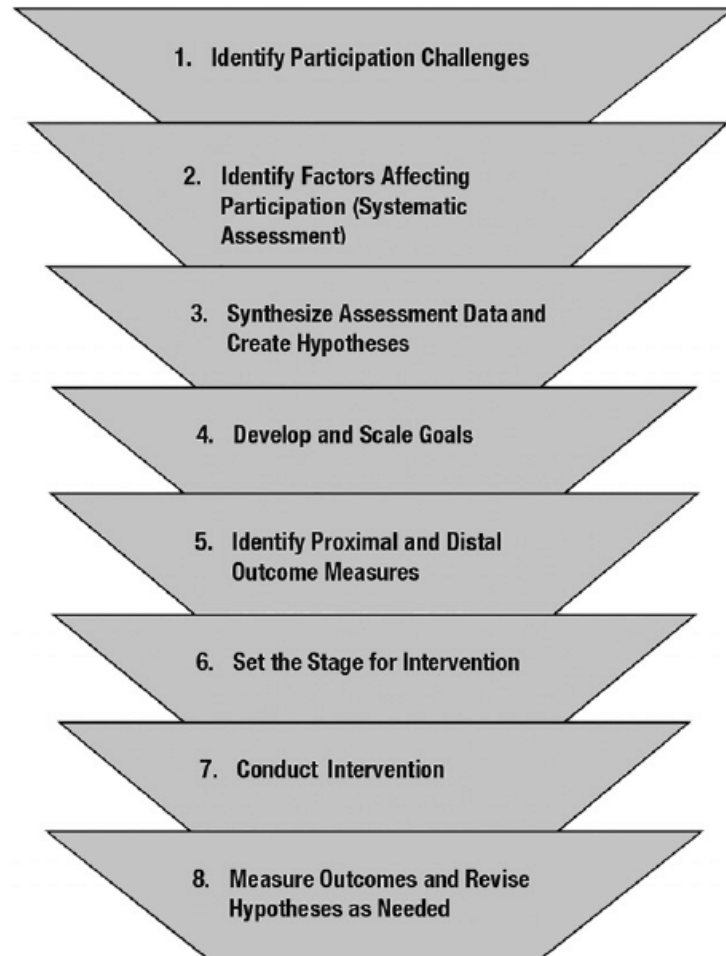 1. Identify Participation Challenges
2. Identify Factors Affecting
Participation (Systematic
Assessment)
3. Synthesize Assessment Data and
Create Hypotheses
4. Develop and Scale Goals
5. Identify Proximal and Distal
Outcome Measures
6. Set the Stage for Intervention
7. Conduct Intervention
8. Measure Outcomes and Revise
Hypotheses as Needed